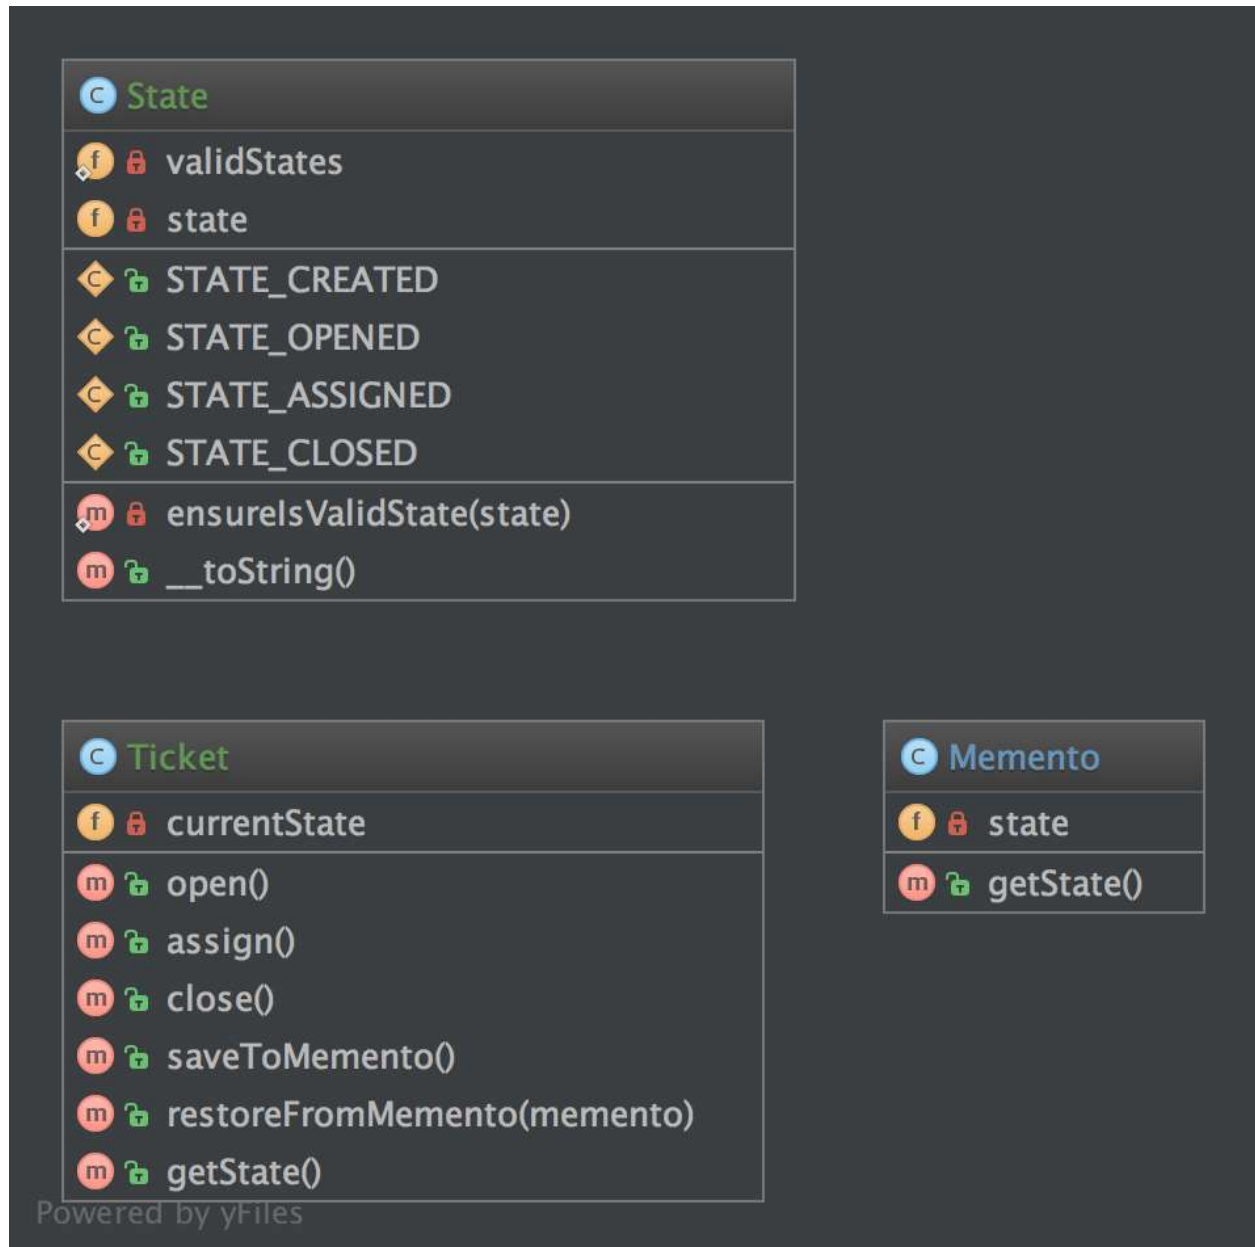 State
validStates
state
STATE_CREATED
STATE_OPENED
STATE_ASSIGNED
STATE_CLOSED
ensureIsValidState(state)
__toString()
Ticket
currentState
open()
assign()
close()
saveToMemento()
restoreFromMemento(memento)
getState()
Memento
state
getState()
Powered by yFiles